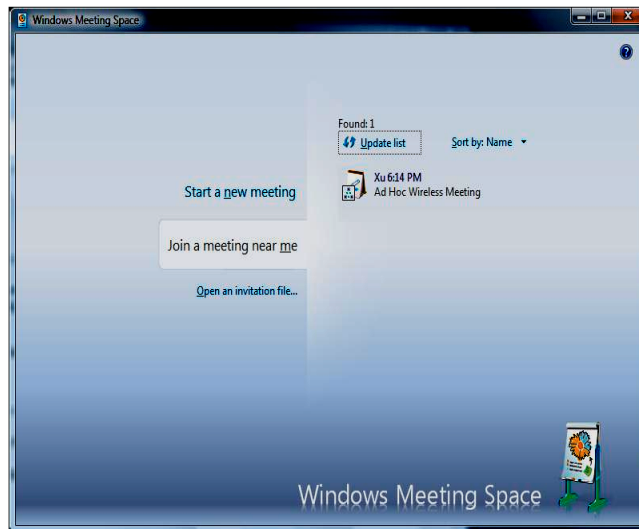 Windows Meeting Space
Found: 1
Update list
Sort by: Name
Xu 6:14 PM
Ad Hoc Wireless Meeting
Start a new meeting
Join a meeting near me
Open an invitation file...
Windows Meeting Space